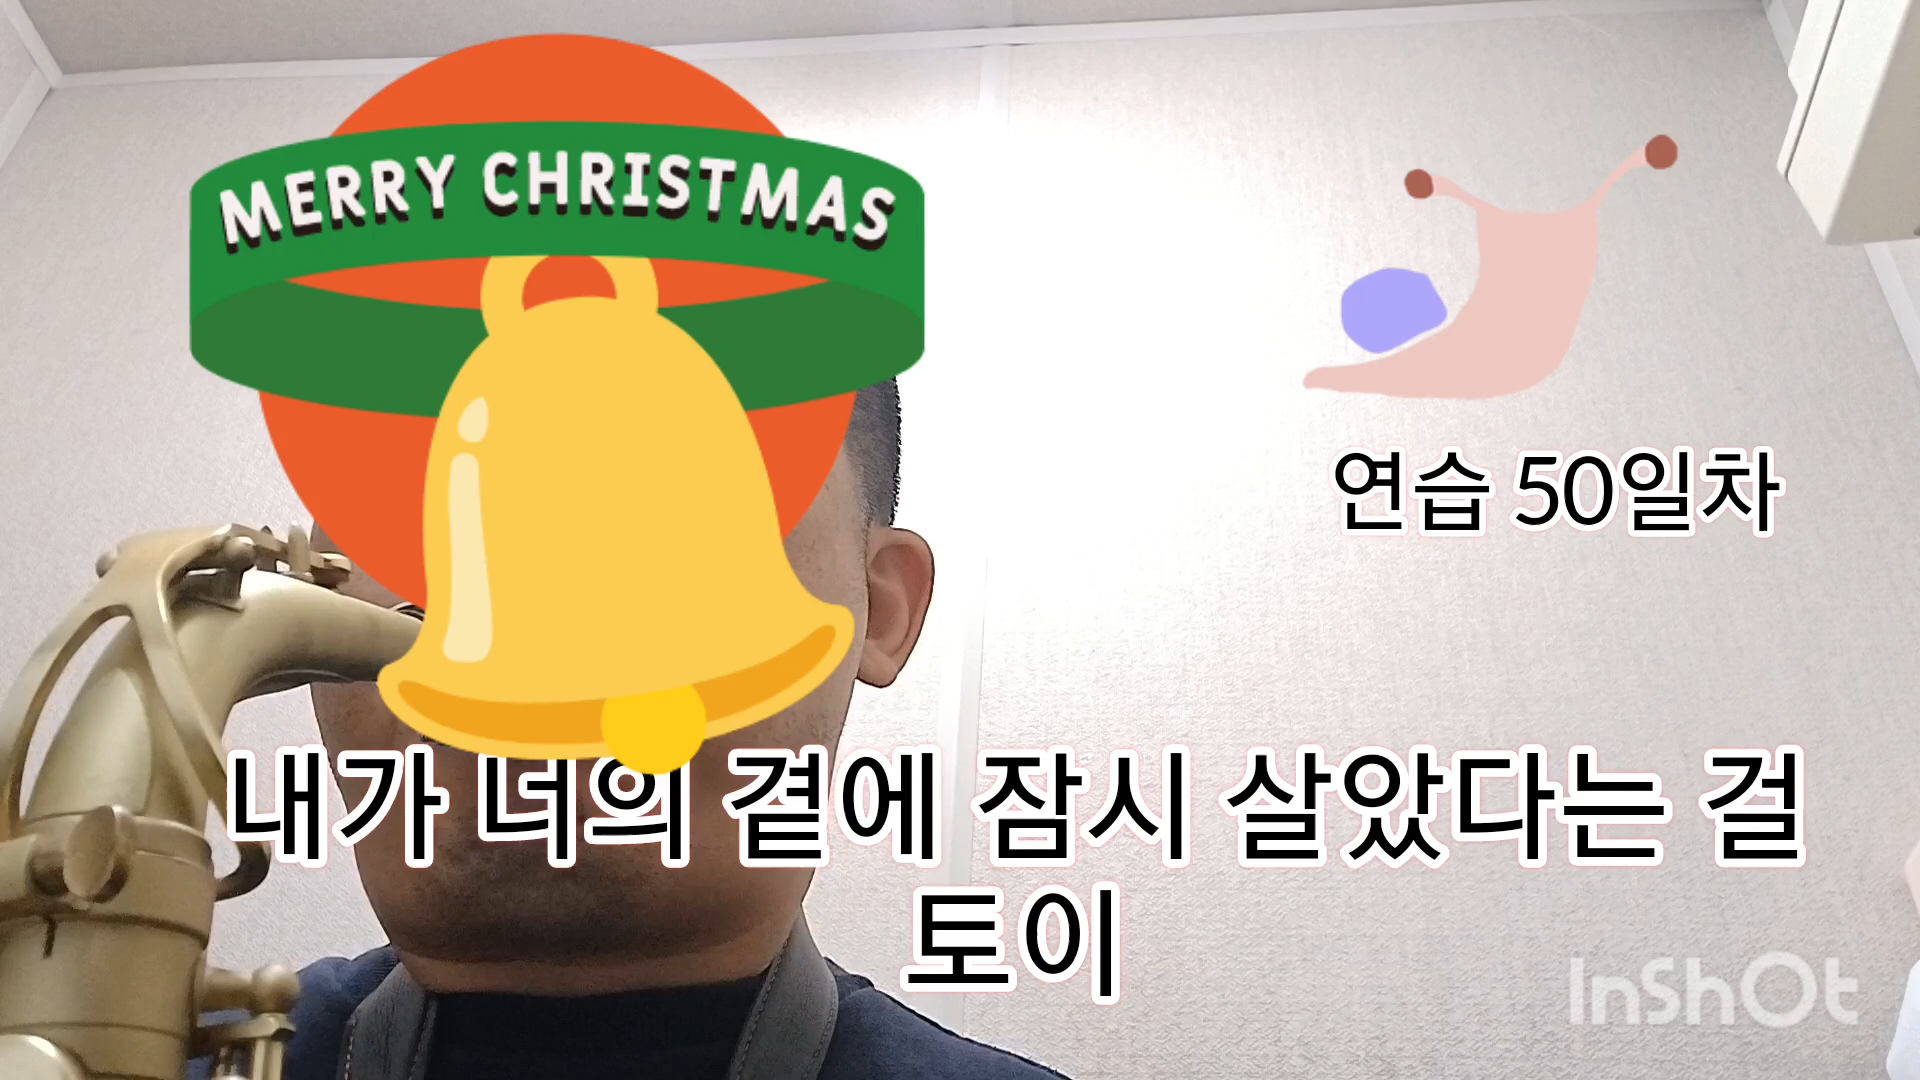 MERRY CHRISTMAS
연습 50일차
내가 너의 곁에 잠시 살았다는 걸
토이
InShOt